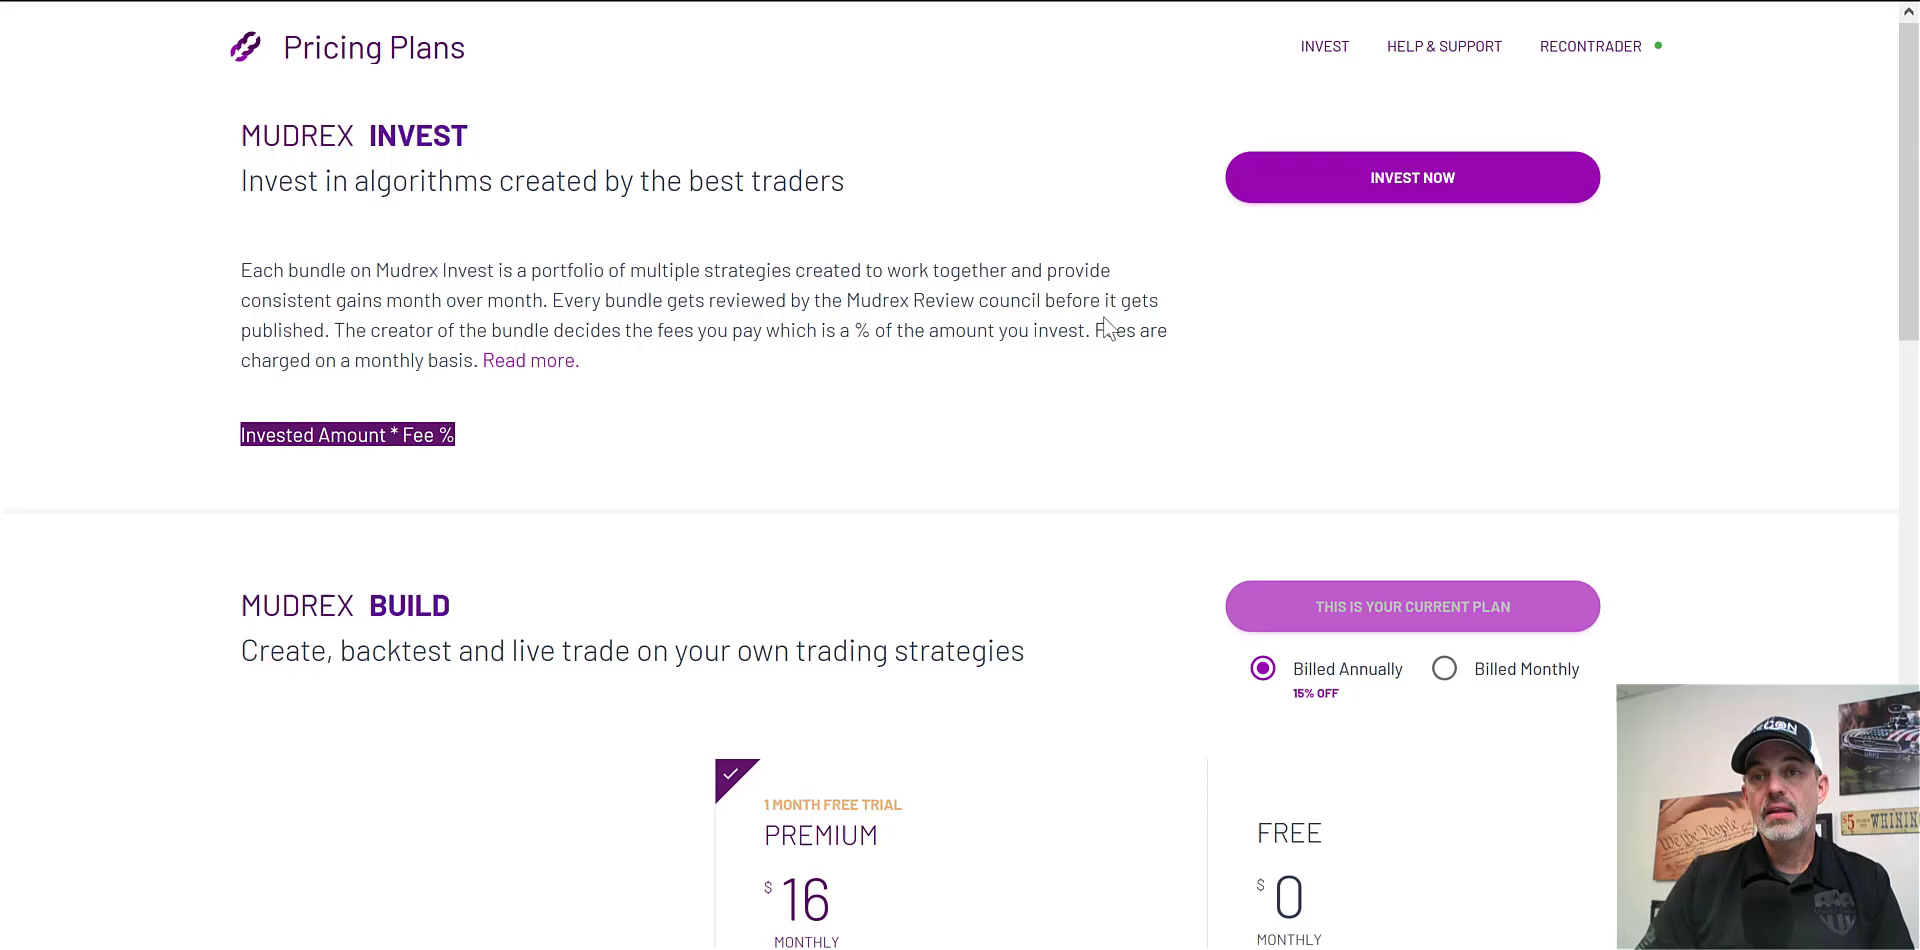 Pricing Plans
INVEST
HELP & SUPPORT
RECONTRADER
MUDREX INVEST
Invest in algorithms created by the best traders
INVEST NOW
Each bundle on Mudrex Invest is a portfolio of multiple strategies created to work together and provide
consistent gains month over month. Every bundle gets reviewed by the Mudrex Review council before it gets
published. The creator of the bundle decides the fees you pay which is a % of the amount you invest. Fees are
charged on a monthly basis. Read more.
Invested Amount * Fee %
MUDREX BUILD
Create, backtest and live trade on your own trading strategies
THIS IS YOUR CURRENT PLAN
Billed Annually
15% OFF
Billed Monthly
1 MONTH FREE TRIAL
PREMIUM
$ 16
MONTHLY
FREE
$ 0
MONTHLY
We the People
$5
WHINING